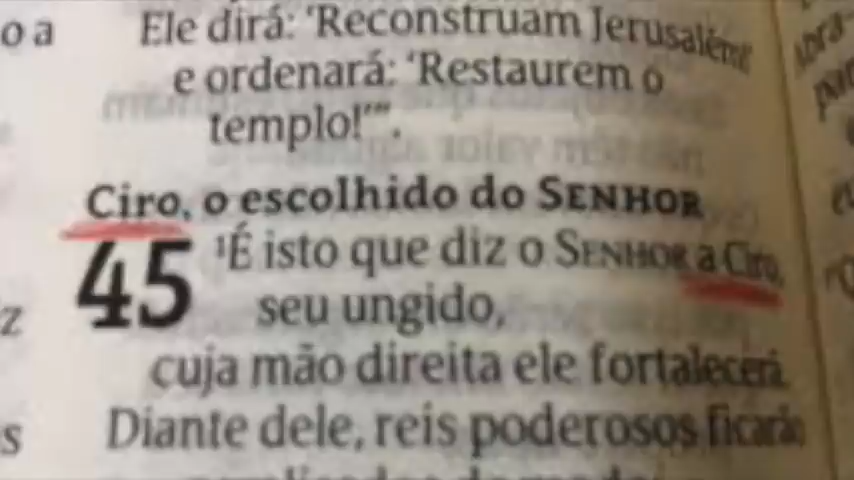 o a
Ele dirá: ‘Reconstruam Jerusalém!’
e ordenará: ‘Restaurem o
templo!’”.
Ciro, o escolhido do SENHOR
45 ¹É isto que diz o SENHOR a Ciro,
seu ungido,
z
cuja mão direita ele fortalecerá.
s
Diante dele, reis poderosos ficarão